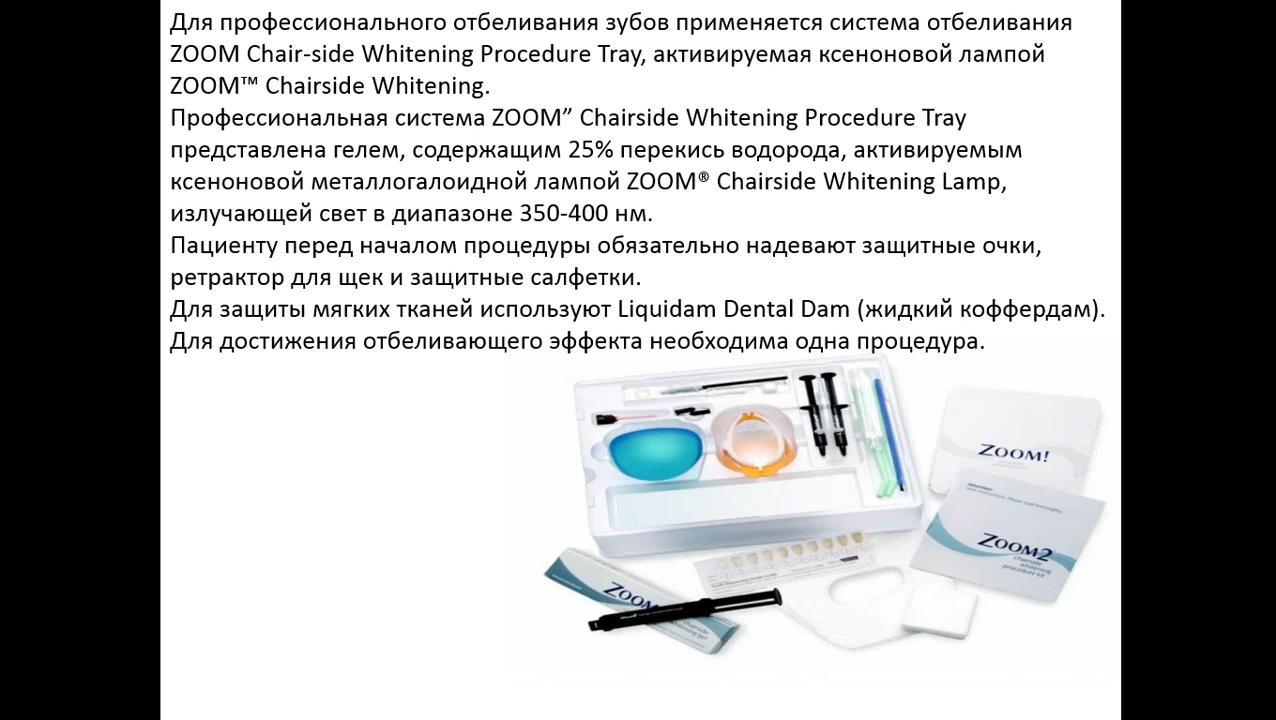 Для профессионального отбеливания зубов применяется система отбеливания
ZOOM Chair-side Whitening Procedure Tray, активируемая ксеноновой лампой
ZOOM™ Chairside Whitening.
Профессиональная система ZOOM” Chairside Whitening Procedure Tray
представлена гелем, содержащим 25% перекись водорода, активируемым
ксеноновой металлогалоидной лампой ZOOM® Chairside Whitening Lamp,
излучающей свет в диапазоне 350-400 нм.
Пациенту перед началом процедуры обязательно надевают защитные очки,
ретрактор для щек и защитные салфетки.
Для защиты мягких тканей используют Liquidam Dental Dam (жидкий коффердам).
Для достижения отбеливающего эффекта необходима одна процедура.
ZOOM!
ZOOM2
chairside
whitening
procedure kit
ZOOM